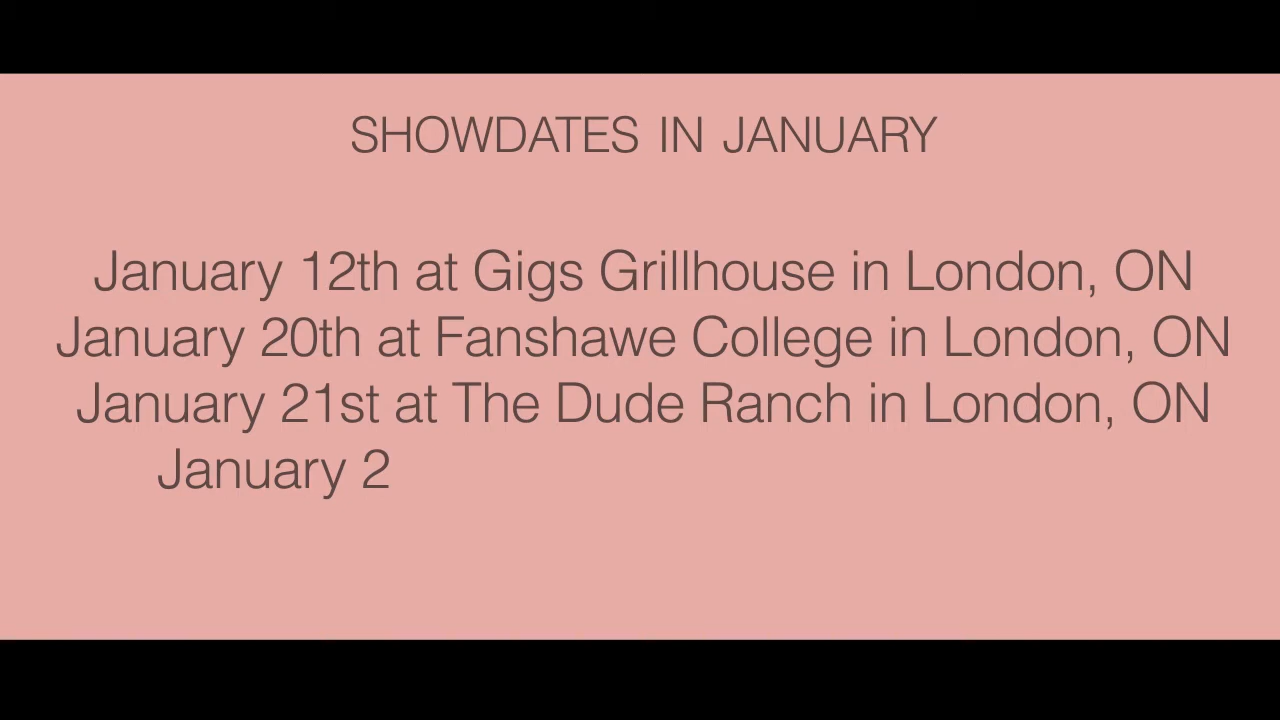 SHOWDATES IN JANUARY
January 12th at Gigs Grillhouse in London, ON
January 20th at Fanshawe College in London, ON
January 21st at The Dude Ranch in London, ON
January 2